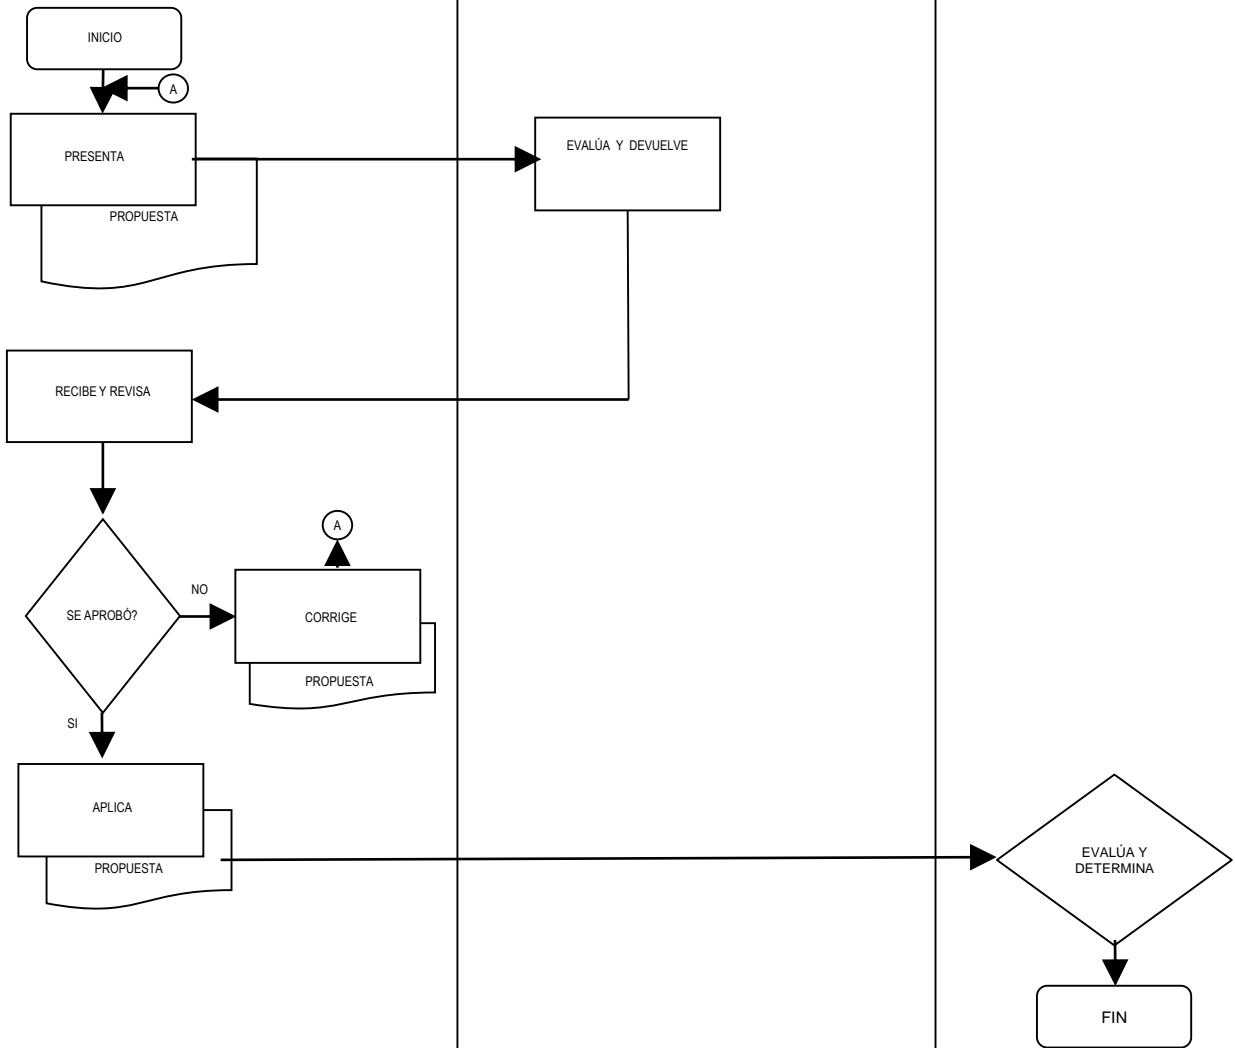 INICIO
A
PRESENTA
EVALÚA Y DEVUELVE
PROPUESTA
RECIBE Y REVISA
A
NO
SE APROBÓ?
CORRIGE
PROPUESTA
SI
APLICA
PROPUESTA
EVALÚA Y
DETERMINA
FIN